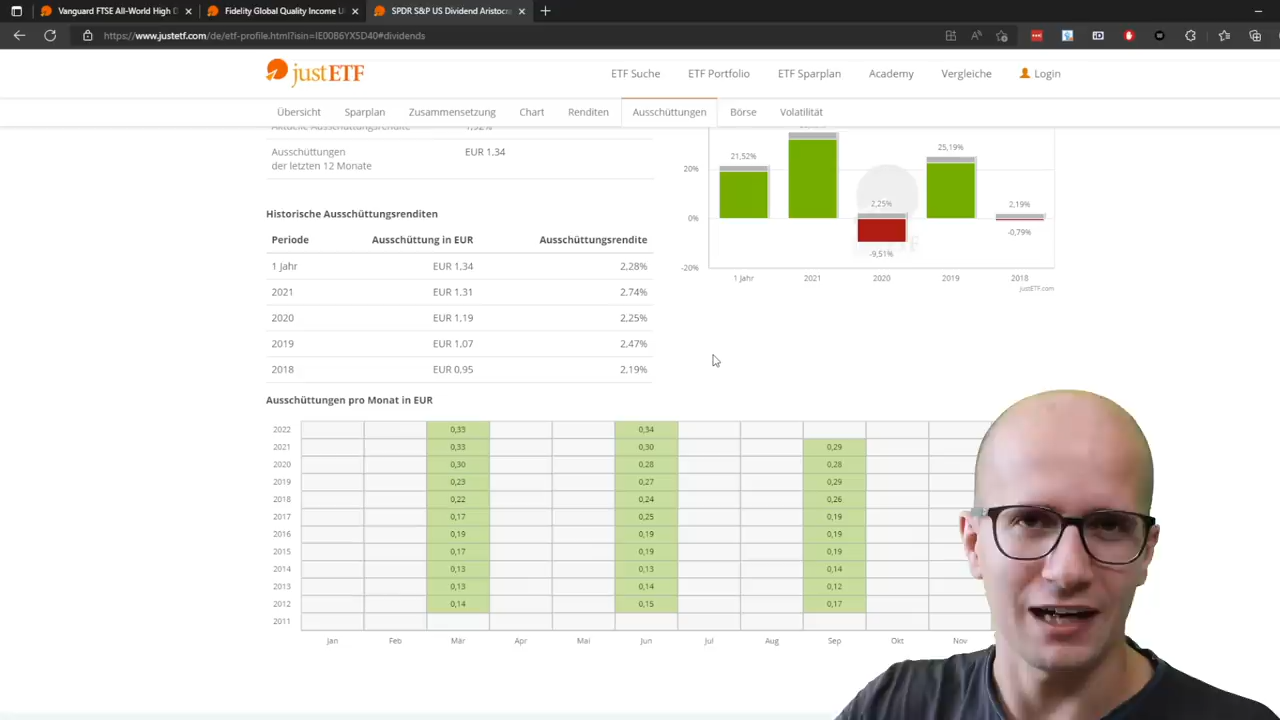 Vanguard FTSE All-World High D
Fidelity Global Quality Income U
SPDR S&P US Dividend Aristocra
https://www.justetf.com/de/etf-profile.html?isin=IE00B6YX5D40#dividends
justETF
ETF Suche
ETF Portfolio
ETF Sparplan
Academy
Vergleiche
Login
Übersicht
Sparplan
Zusammensetzung
Chart
Renditen
Ausschüttungen
Börse
Volatilität
Aktuelle Ausschüttungsrendite 1,92%
Ausschüttungen
der letzten 12 Monate
EUR 1,34
Historische Ausschüttungsrenditen
Periode Ausschüttung in EUR Ausschüttungsrendite
1 Jahr EUR 1,34 2,28%
2021 EUR 1,31 2,74%
2020 EUR 1,19 2,25%
2019 EUR 1,07 2,47%
2018 EUR 0,95 2,19%
20%
0%
-20%
21,52%
2,25%
-9,51%
25,19%
2,19%
-0,79%
1 Jahr 2021 2020 2019 2018
justETF.com
Ausschüttungen pro Monat in EUR
2022 0,33 0,34
2021 0,33 0,30 0,29
2020 0,30 0,28 0,28
2019 0,23 0,27 0,29
2018 0,22 0,24 0,26
2017 0,17 0,25 0,19
2016 0,19 0,19 0,19
2015 0,17 0,19 0,19
2014 0,13 0,13 0,14
2013 0,13 0,14 0,12
2012 0,14 0,15 0,17
2011
Jan Feb Mär Apr Mai Jun Jul Aug Sep Okt Nov